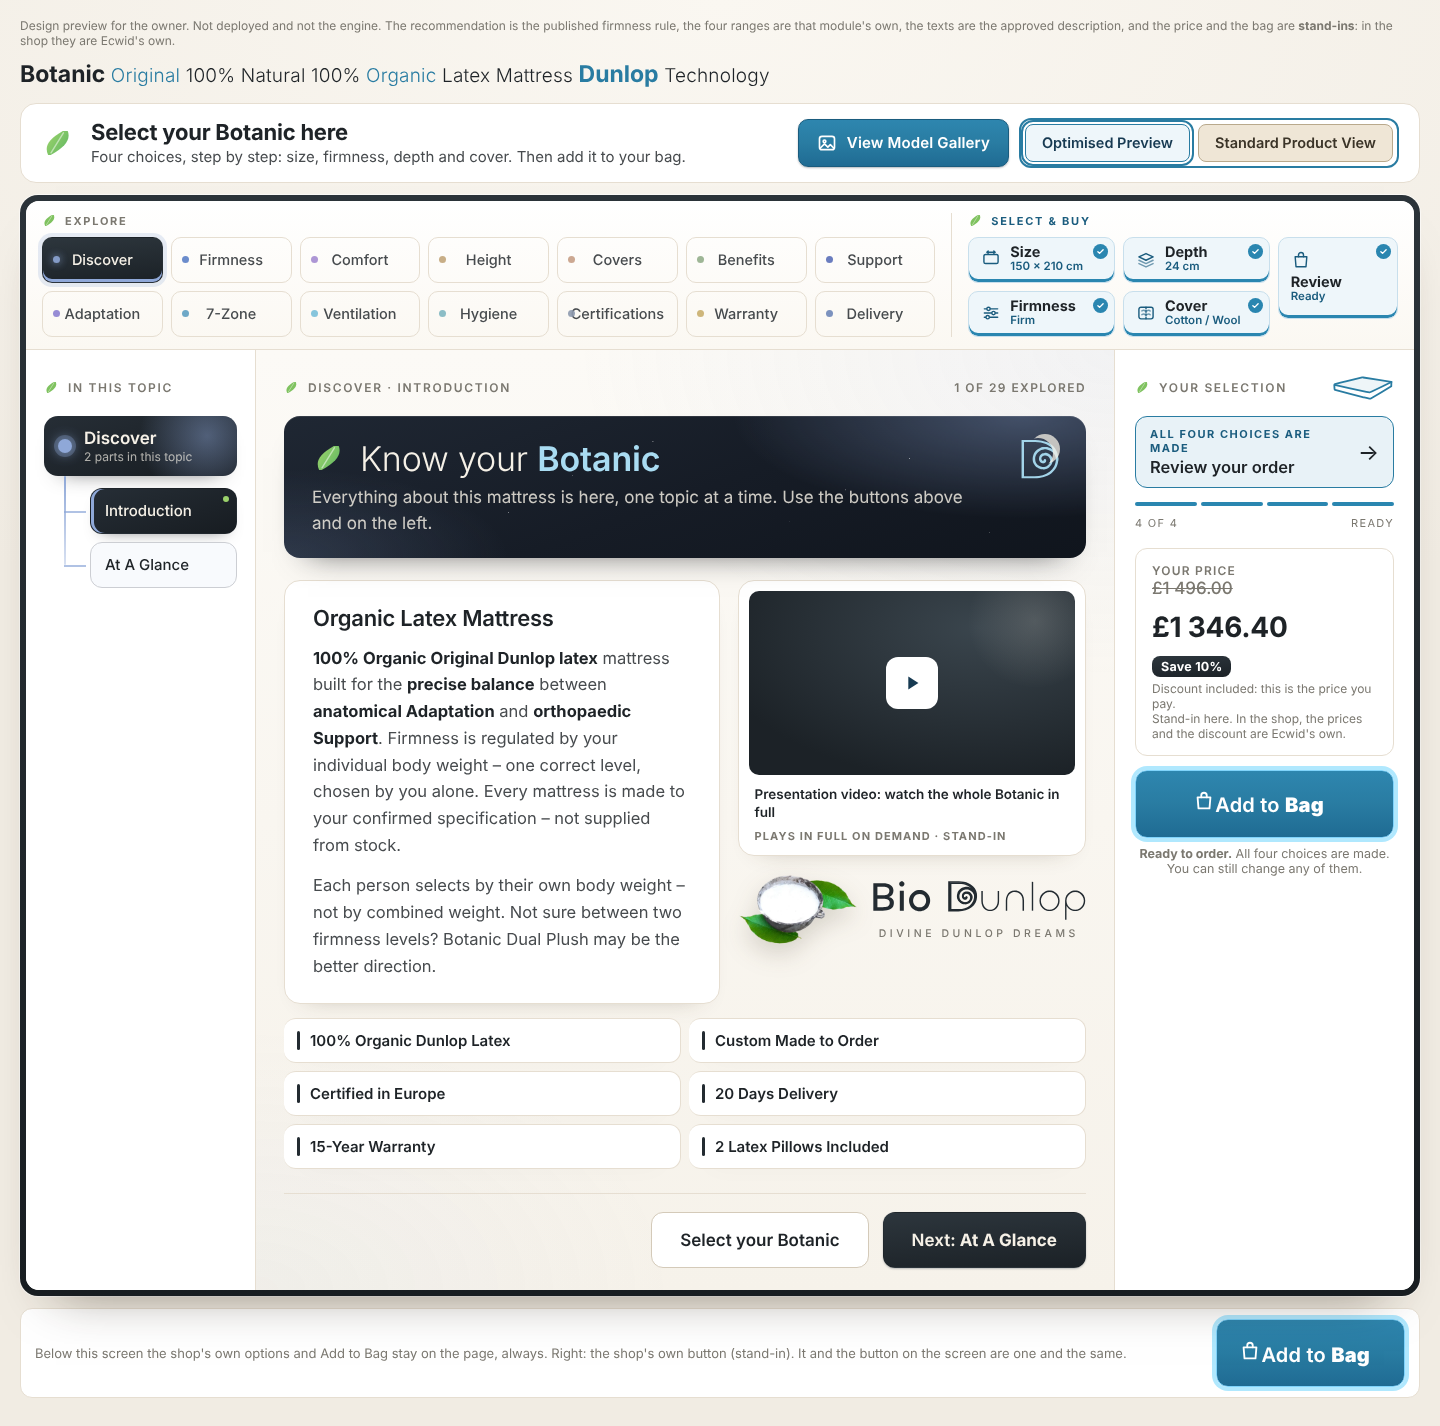 Design preview for the owner. Not deployed and not the engine. The recommendation is the published firmness rule, the four ranges are that module's own, the texts are the approved description, and the price and the bag are stand-ins: in the
shop they are Ecwid's own.
Botanic Original 100% Natural 100% Organic Latex Mattress Dunlop Technology
Select your Botanic here
Four choices, step by step: size, firmness, depth and cover. Then add it to your bag.
View Model Gallery
Optimised Preview
Standard Product View
EXPLORE
Discover
Firmness
Comfort
Height
Covers
Benefits
Support
Adaptation
7-Zone
Ventilation
Hygiene
Certifications
Warranty
Delivery
SELECT & BUY
Size
150 × 210 cm
Depth
24 cm
Review
Ready
Firmness
Firm
Cover
Cotton / Wool
IN THIS TOPIC
Discover
2 parts in this topic
Introduction
At A Glance
DISCOVER · INTRODUCTION
1 OF 29 EXPLORED
Know your Botanic
Everything about this mattress is here, one topic at a time. Use the buttons above
and on the left.
Organic Latex Mattress
100% Organic Original Dunlop latex mattress
built for the precise balance between
anatomical Adaptation and orthopaedic
Support. Firmness is regulated by your
individual body weight – one correct level,
chosen by you alone. Every mattress is made to
your confirmed specification – not supplied
from stock.
Each person selects by their own body weight –
not by combined weight. Not sure between two
firmness levels? Botanic Dual Plush may be the
better direction.
Presentation video: watch the whole Botanic in
full
PLAYS IN FULL ON DEMAND · STAND-IN
Bio Dunlop
DIVINE DUNLOP DREAMS
100% Organic Dunlop Latex
Custom Made to Order
Certified in Europe
20 Days Delivery
15-Year Warranty
2 Latex Pillows Included
Select your Botanic
Next: At A Glance
YOUR SELECTION
ALL FOUR CHOICES ARE
MADE
Review your order
4 OF 4
READY
YOUR PRICE
£1 496.00
£1 346.40
Save 10%
Discount included: this is the price you
pay.
Stand-in here. In the shop, the prices
and the discount are Ecwid's own.
Add to Bag
Ready to order. All four choices are made.
You can still change any of them.
Below this screen the shop's own options and Add to Bag stay on the page, always. Right: the shop's own button (stand-in). It and the button on the screen are one and the same.
Add to Bag